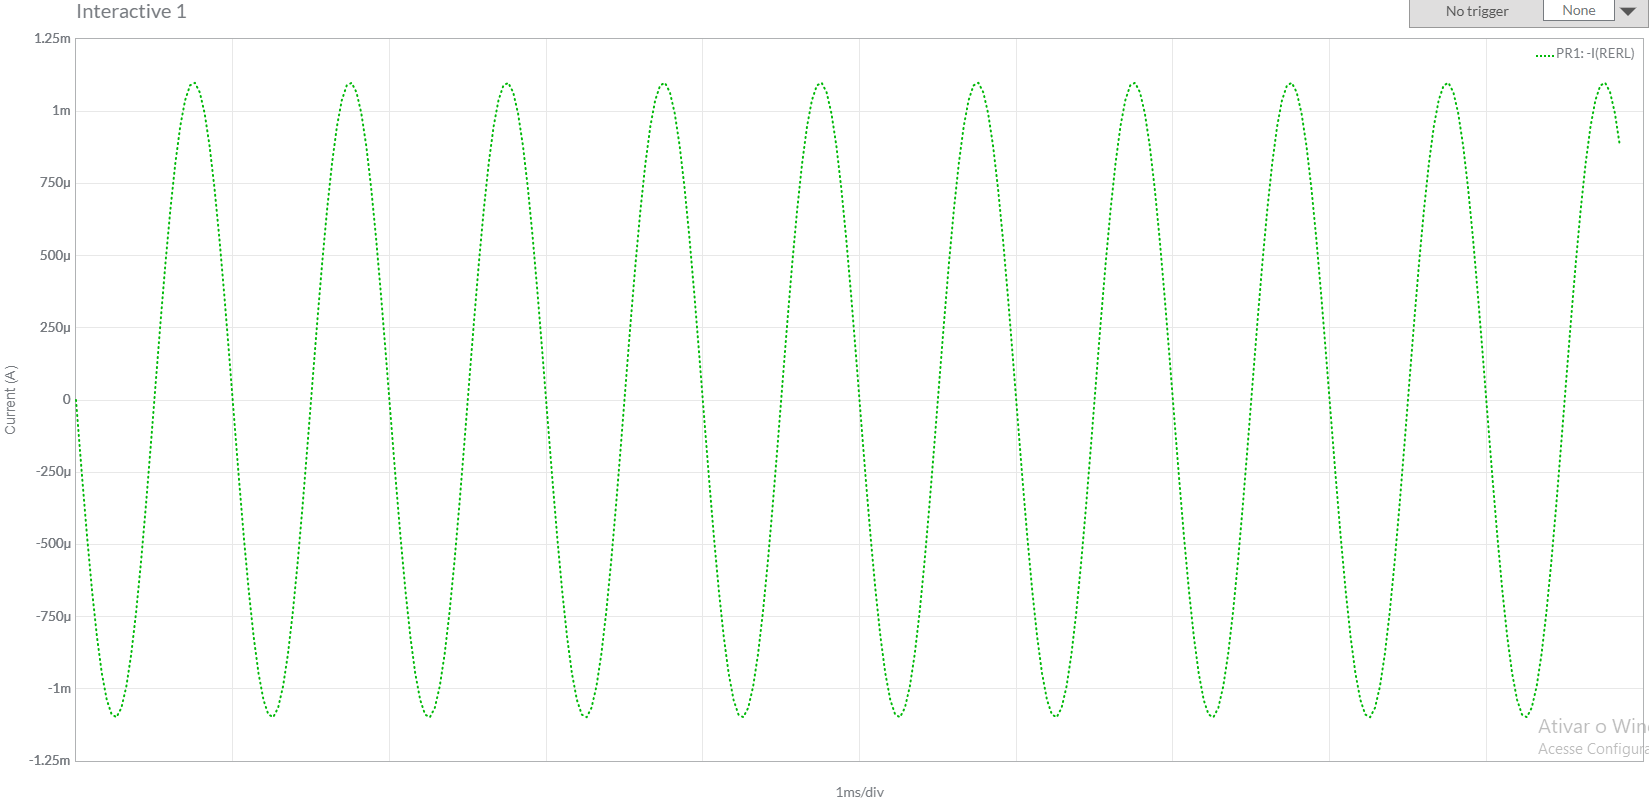 Interactive 1
No trigger
None
PR1: -I(RERL)
1.25m
1m
750µ
500µ
250µ
0
-250µ
-500µ
-750µ
-1m
-1.25m
Current (A)
1ms/div
Ativar o Win
Acesse Configura